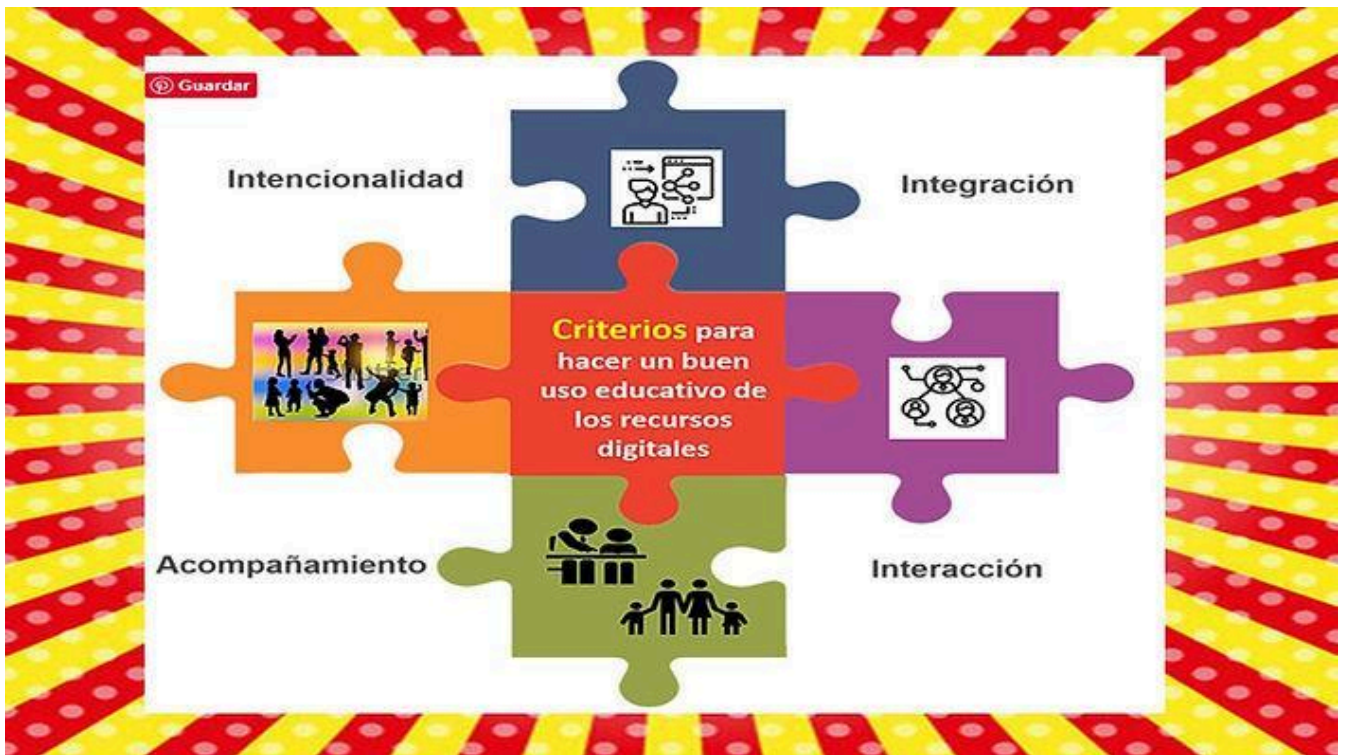 Guardar
Intencionalidad
Integración
Criterios para
hacer un buen
uso educativo de
los recursos
digitales
Acompañamiento
Interacción